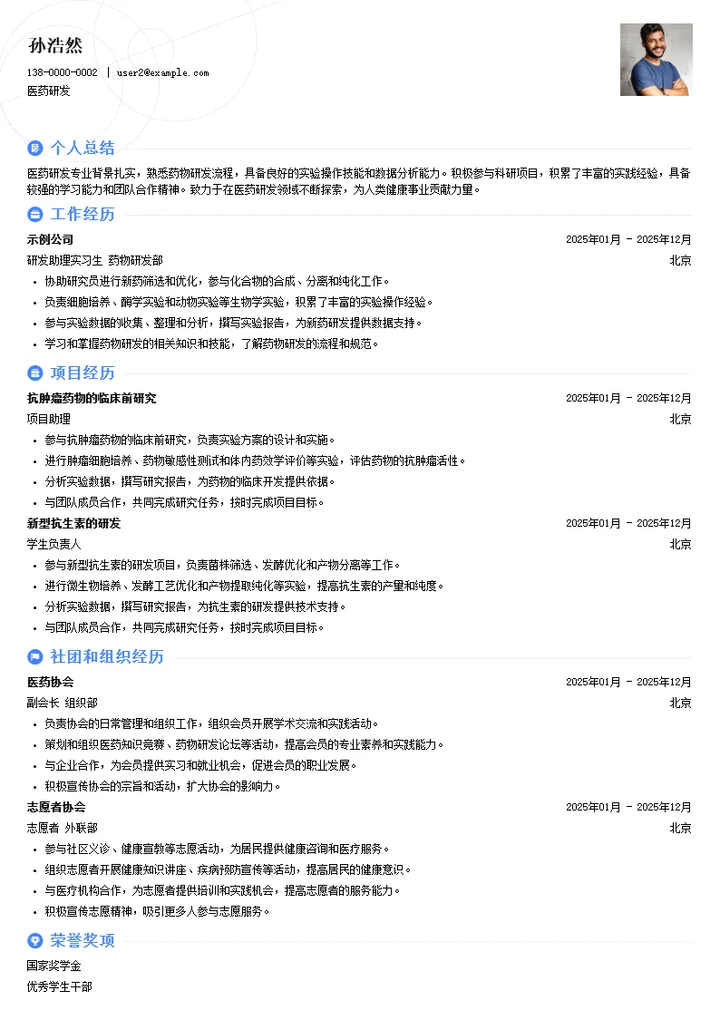 孙浩然
138-0000-0002 | user2@example.com
医药研发
个人总结
医药研发专业背景扎实，熟悉药物研发流程，具备良好的实验操作技能和数据分析能力。积极参与科研项目，积累了丰富的实践经验，具备
较强的学习能力和团队合作精神。致力于在医药研发领域不断探索，为人类健康事业贡献力量。
工作经历
示例公司 2025年01月 - 2025年12月
研发助理实习生 药物研发部 北京
• 协助研究员进行新药筛选和优化，参与化合物的合成、分离和纯化工作。
• 负责细胞培养、酶学实验和动物实验等生物学实验，积累了丰富的实验操作经验。
• 参与实验数据的收集、整理和分析，撰写实验报告，为新药研发提供数据支持。
• 学习和掌握药物研发的相关知识和技能，了解药物研发的流程和规范。
项目经历
抗肿瘤药物的临床前研究 2025年01月 - 2025年12月
项目助理 北京
• 参与抗肿瘤药物的临床前研究，负责实验方案的设计和实施。
• 进行肿瘤细胞培养、药物敏感性测试和体内药效学评价等实验，评估药物的抗肿瘤活性。
• 分析实验数据，撰写研究报告，为药物的临床开发提供依据。
• 与团队成员合作，共同完成研究任务，按时完成项目目标。
新型抗生素的研发 2025年01月 - 2025年12月
学生负责人 北京
• 参与新型抗生素的研发项目，负责菌株筛选、发酵优化和产物分离等工作。
• 进行微生物培养、发酵工艺优化和产物提取纯化等实验，提高抗生素的产量和纯度。
• 分析实验数据，撰写研究报告，为抗生素的研发提供技术支持。
• 与团队成员合作，共同完成研究任务，按时完成项目目标。
社团和组织经历
医药协会 2025年01月 - 2025年12月
副会长 组织部 北京
• 负责协会的日常管理和组织工作，组织会员开展学术交流和实践活动。
• 策划和组织医药知识竞赛、药物研发论坛等活动，提高会员的专业素养和实践能力。
• 与企业合作，为会员提供实习和就业机会，促进会员的职业发展。
• 积极宣传协会的宗旨和活动，扩大协会的影响力。
志愿者协会 2025年01月 - 2025年12月
志愿者 外联部 北京
• 参与社区义诊、健康宣教等志愿活动，为居民提供健康咨询和医疗服务。
• 组织志愿者开展健康知识讲座、疾病预防宣传等活动，提高居民的健康意识。
• 与医疗机构合作，为志愿者提供培训和实践机会，提高志愿者的服务能力。
• 积极宣传志愿精神，吸引更多人参与志愿服务。
荣誉奖项
国家奖学金
优秀学生干部